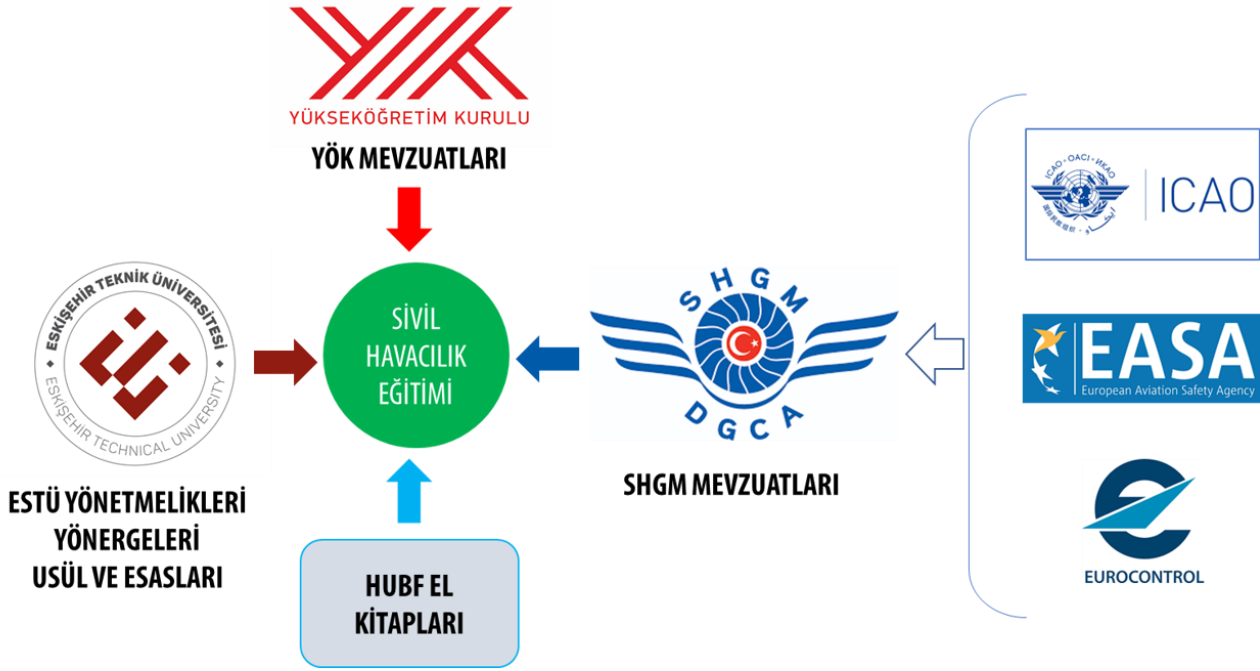 YÜKSEKÖĞRETİM KURULU
YÖK MEVZUATLARI
ESKİŞEHİR TEKNİK ÜNİVERSİTESİ
ESKİŞEHİR TECHNICAL UNIVERSITY
ESTÜ YÖNETMELİKLERİ
YÖNERGELERİ
USÜL VE ESASLARI
SİVİL
HAVACILIK
EĞİTİMİ
HUBF EL
KİTAPLARI
SHGM
DGCA
SHGM MEVZUATLARI
ICAO · OACI · ИКАО
ICAO
EASA
European Aviation Safety Agency
EUROCONTROL